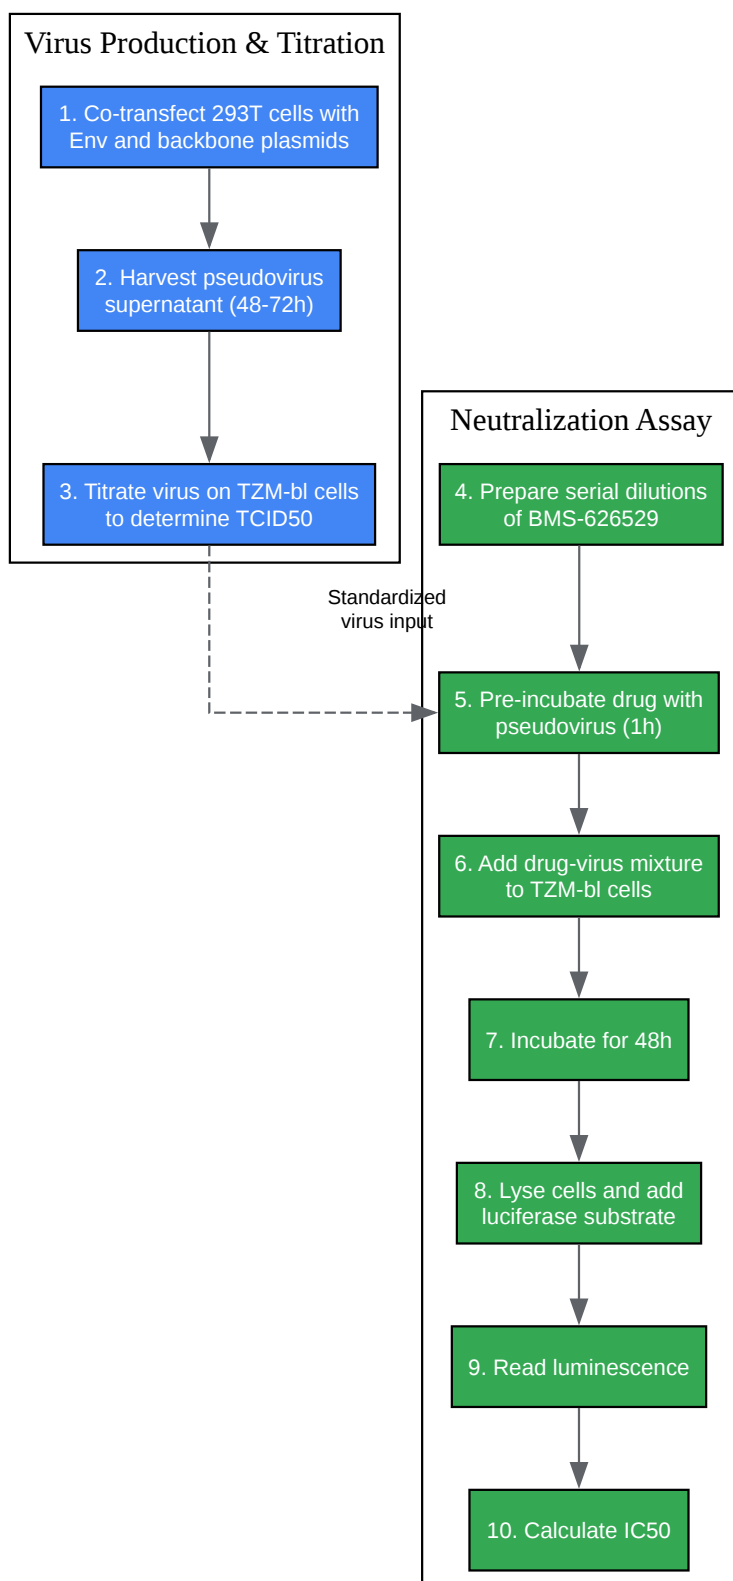 Virus Production & Titration
1. Co-transfect 293T cells with
Env and backbone plasmids
2. Harvest pseudovirus
supernatant (48-72h)
3. Titrate virus on TZM-bl cells
to determine TCID50
Neutralization Assay
4. Prepare serial dilutions
of BMS-626529
Standardized
virus input
5. Pre-incubate drug with
pseudovirus (1h)
6. Add drug-virus mixture
to TZM-bl cells
7. Incubate for 48h
8. Lyse cells and add
luciferase substrate
9. Read luminescence
10. Calculate IC50